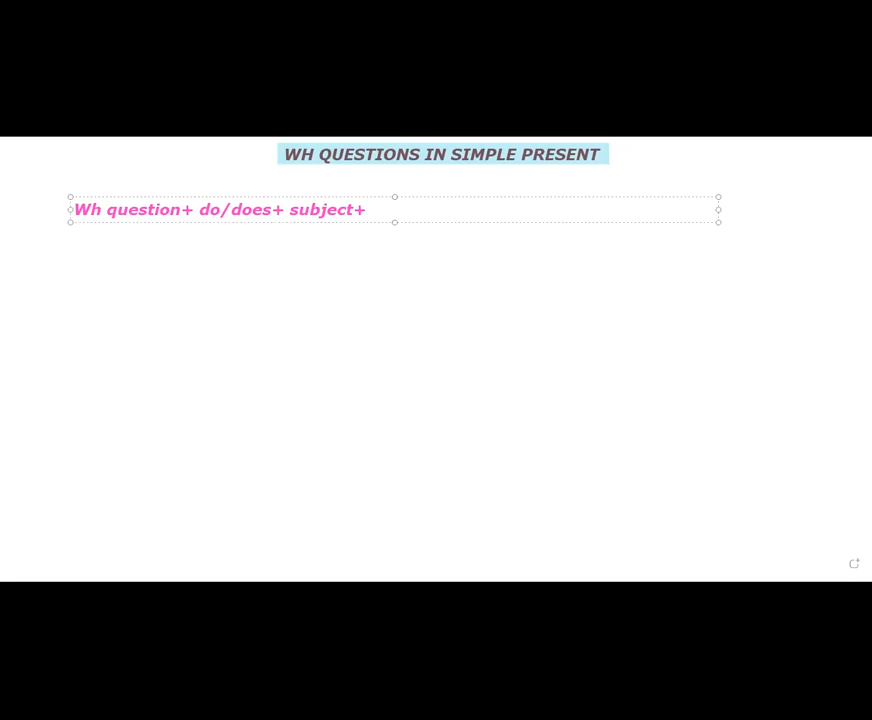 WH QUESTIONS IN SIMPLE PRESENT
Wh question+ do/does+ subject+